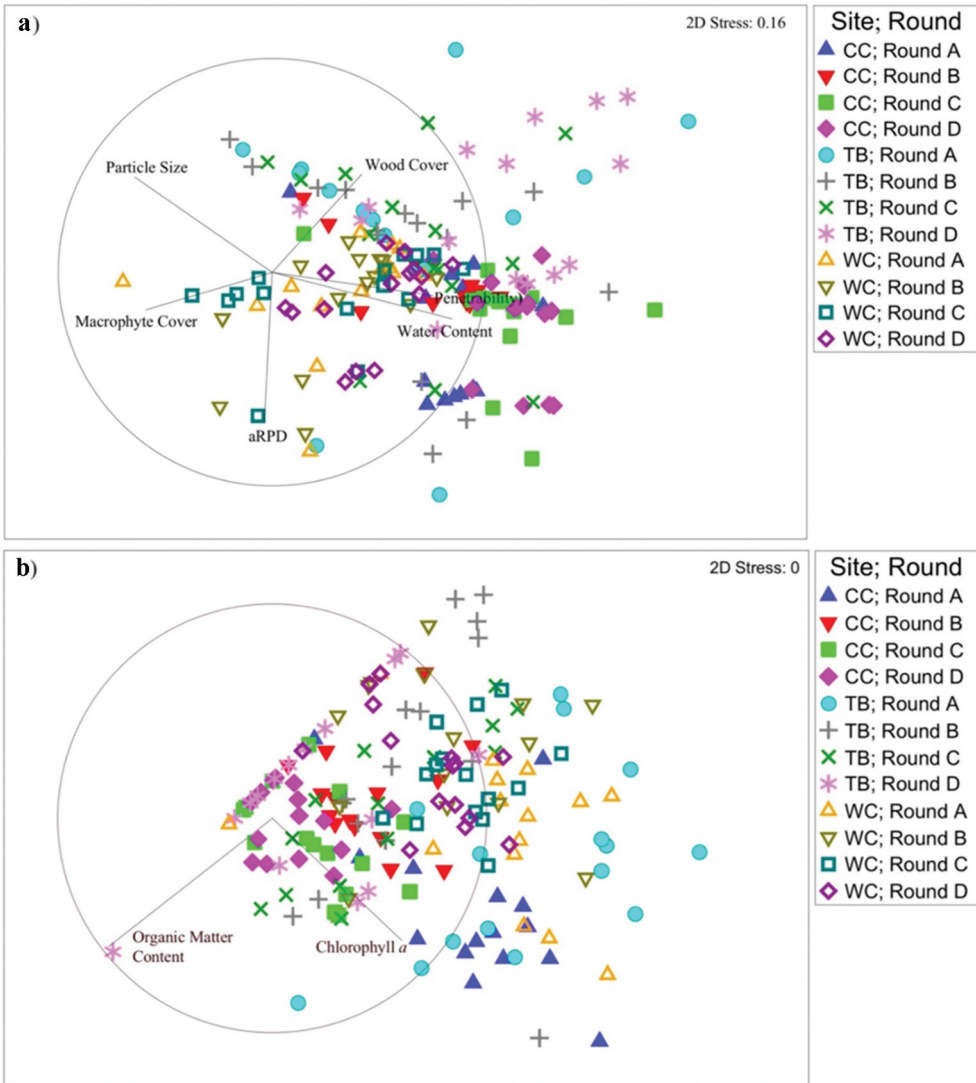 a)
2D Stress: 0.16
Particle Size
Wood Cover
Penetrability)
Macrophyte Cover
Water Content
aRPD
Site; Round
CC; Round A
CC; Round B
CC; Round C
CC; Round D
TB; Round A
TB; Round B
TB; Round C
TB; Round D
WC; Round A
WC; Round B
WC; Round C
WC; Round D
b)
2D Stress: 0
Organic Matter
Content
Chlorophyll a
Site; Round
CC; Round A
CC; Round B
CC; Round C
CC; Round D
TB; Round A
TB; Round B
TB; Round C
TB; Round D
WC; Round A
WC; Round B
WC; Round C
WC; Round D